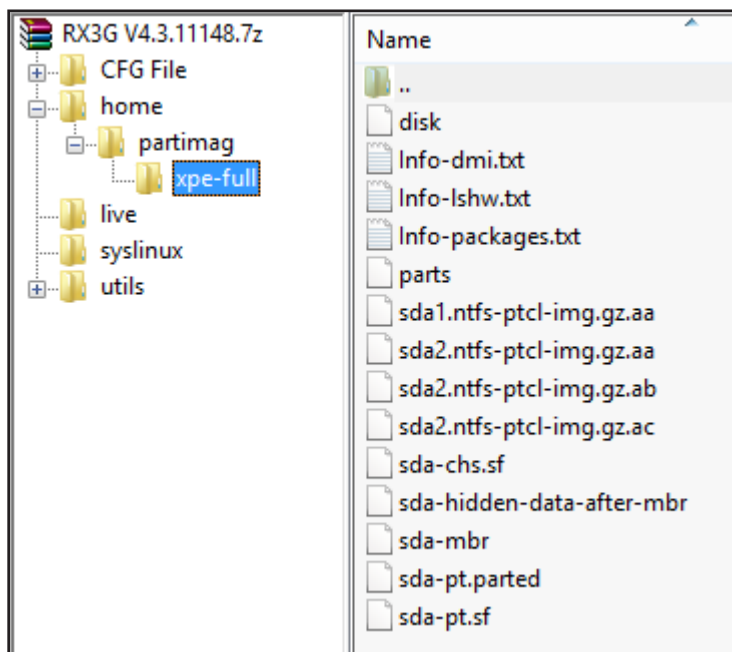 RX3G V4.3.11148.7z
CFG File
home
partimag
xpe-full
live
syslinux
utils
Name
..
disk
Info-dmi.txt
Info-lshw.txt
Info-packages.txt
parts
sda1.ntfs-ptcl-img.gz.aa
sda2.ntfs-ptcl-img.gz.aa
sda2.ntfs-ptcl-img.gz.ab
sda2.ntfs-ptcl-img.gz.ac
sda-chs.sf
sda-hidden-data-after-mbr
sda-mbr
sda-pt.parted
sda-pt.sf